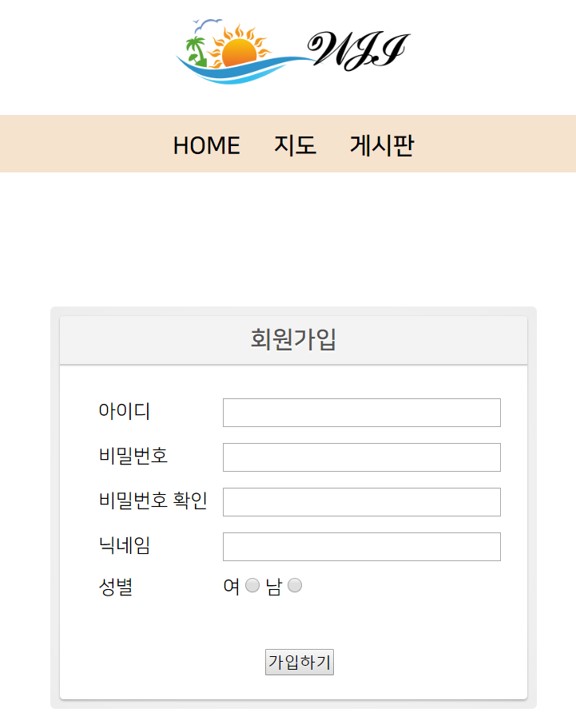 WJI
HOME 지도 게시판
회원가입
아이디
비밀번호
비밀번호 확인
닉네임
성별 여 남
가입하기